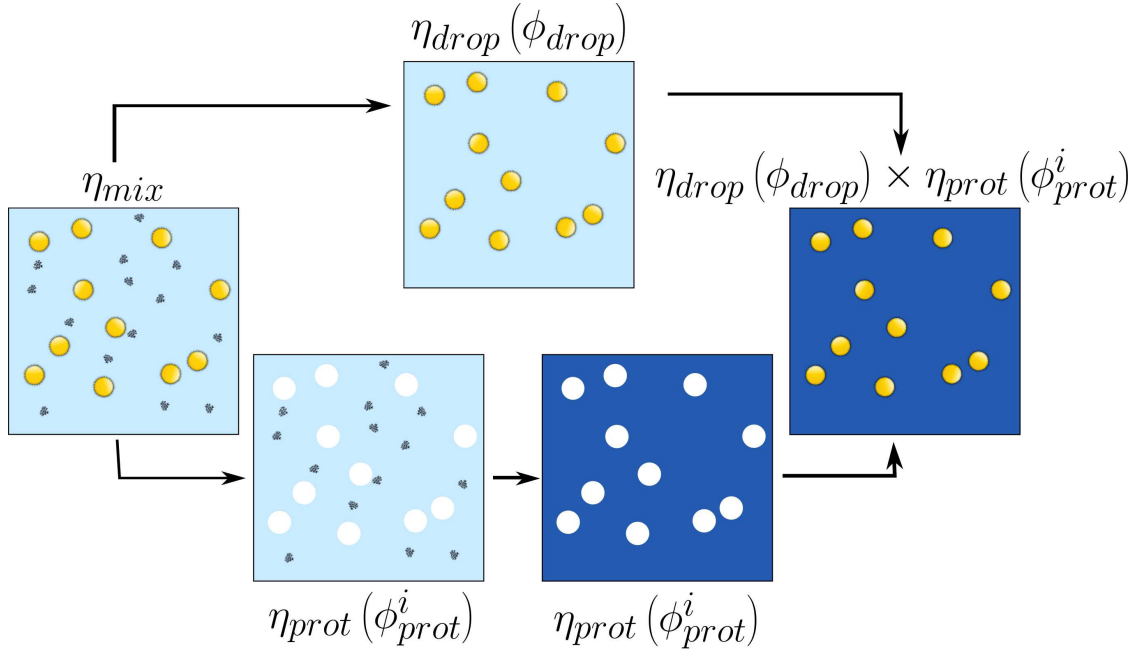 η_drop (ϕ_drop)
η_mix
η_drop (ϕ_drop) × η_prot (ϕ^i_prot)
η_prot (ϕ^i_prot)
η_prot (ϕ^i_prot)